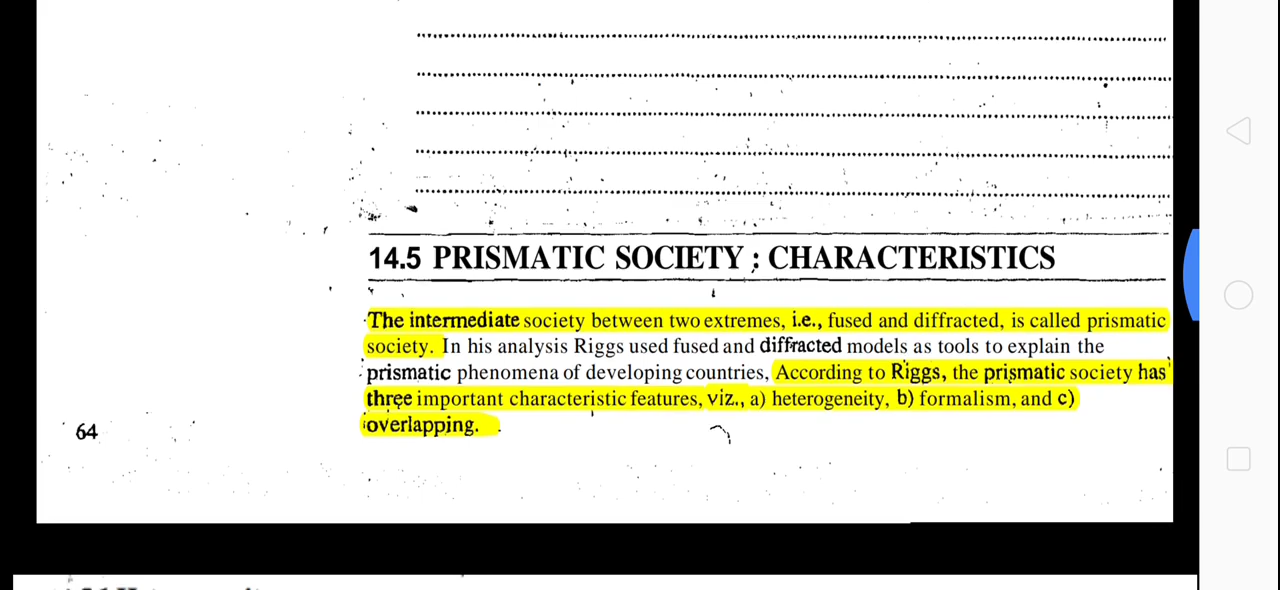 14.5 PRISMATIC SOCIETY ; CHARACTERISTICS
The intermediate society between two extremes, i.e., fused and diffracted, is called prismatic
society. In his analysis Riggs used fused and diffracted models as tools to explain the
prismatic phenomena of developing countries, According to Riggs, the prismatic society has
three important characteristic features, viz., a) heterogeneity, b) formalism, and c)
overlapping.
64